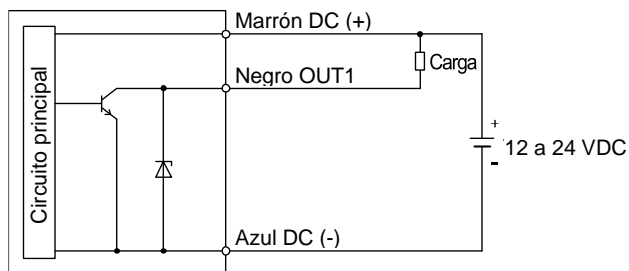 Marrón DC (+)
Circuito principal
Carga
Negro OUT1
+
12 a 24 VDC
-
Azul DC (-)